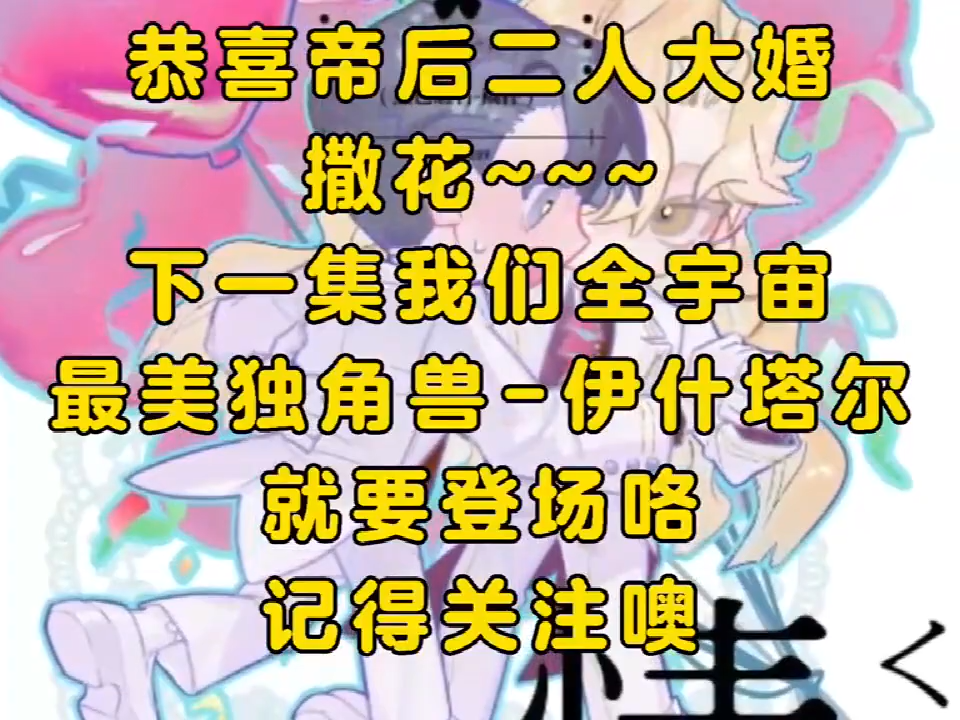 恭喜帝后二人大婚
撒花~~~
下一集我们全宇宙
最美独角兽-伊什塔尔
就要登场咯
记得关注噢